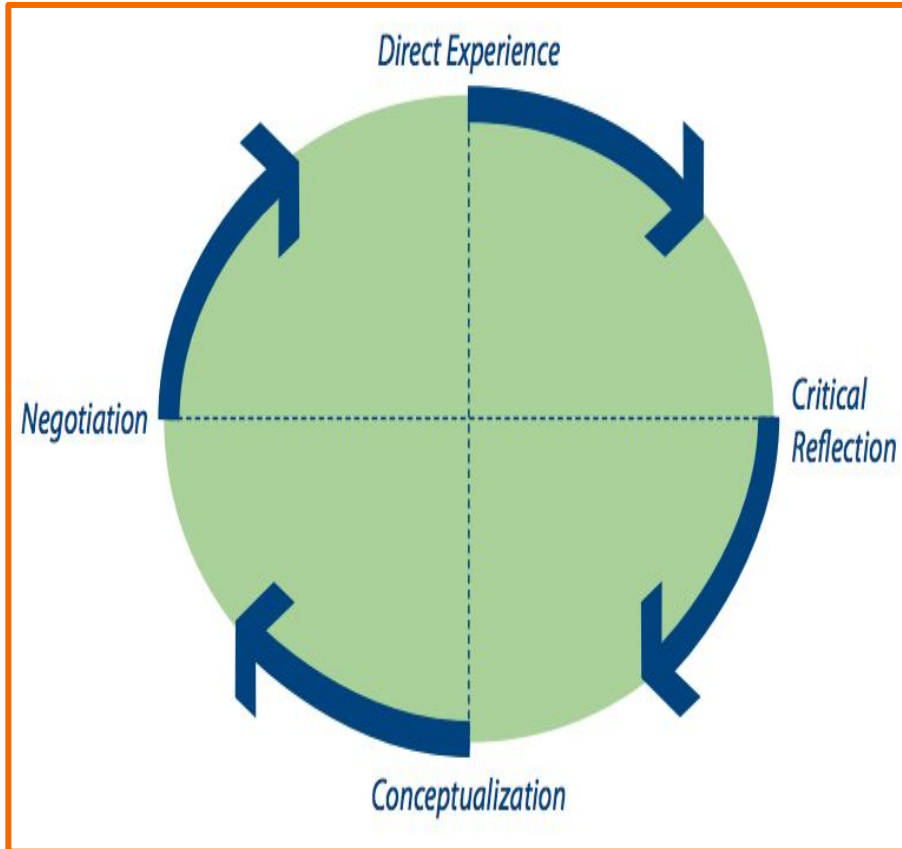 Direct Experience
Negotiation
Critical
Reflection
Conceptualization